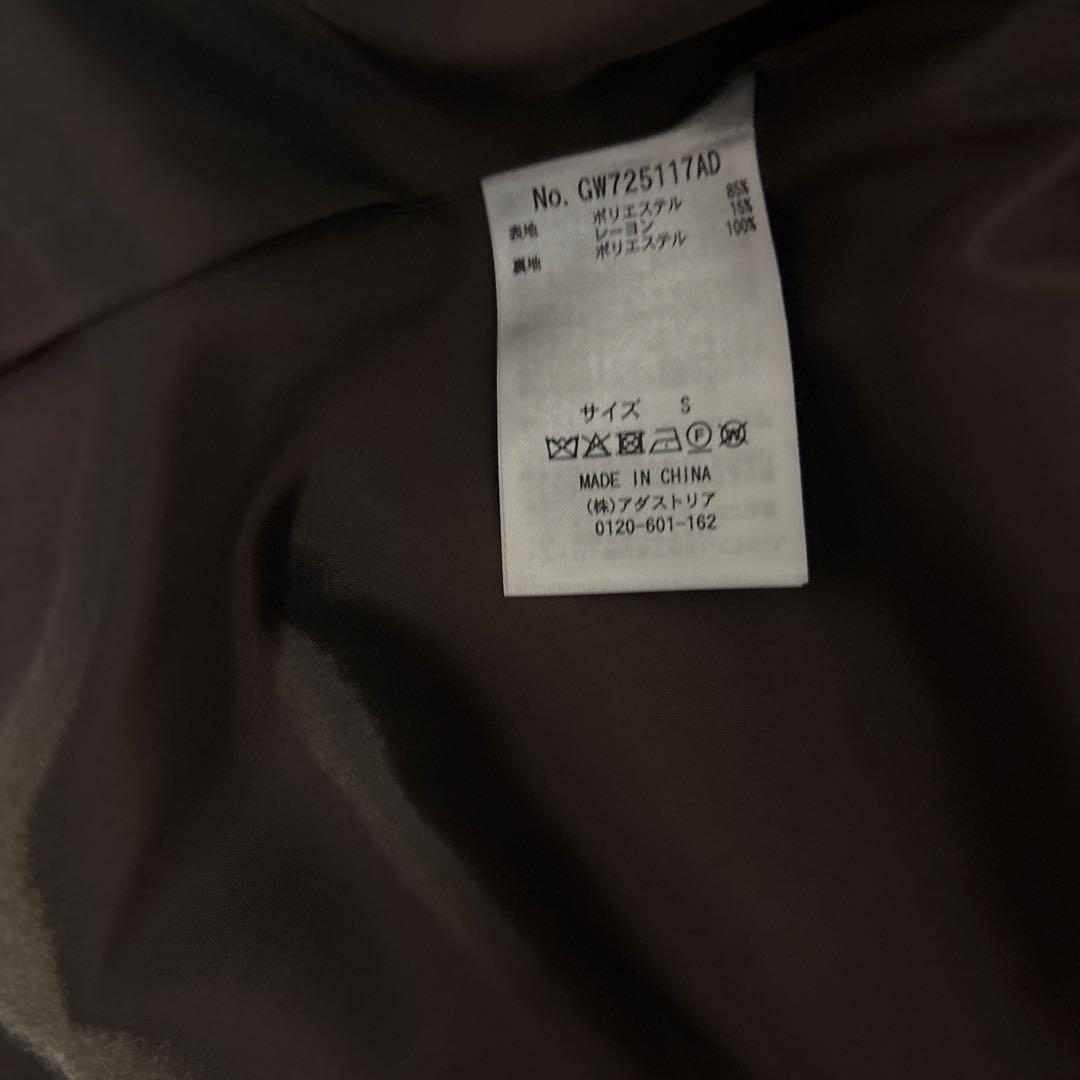 No. GW725117AD
表地 ポリエステル 85%
レーヨン 15%
裏地 ポリエステル 100%
サイズ S
MADE IN CHINA
(株)アダストリア
0120-601-162